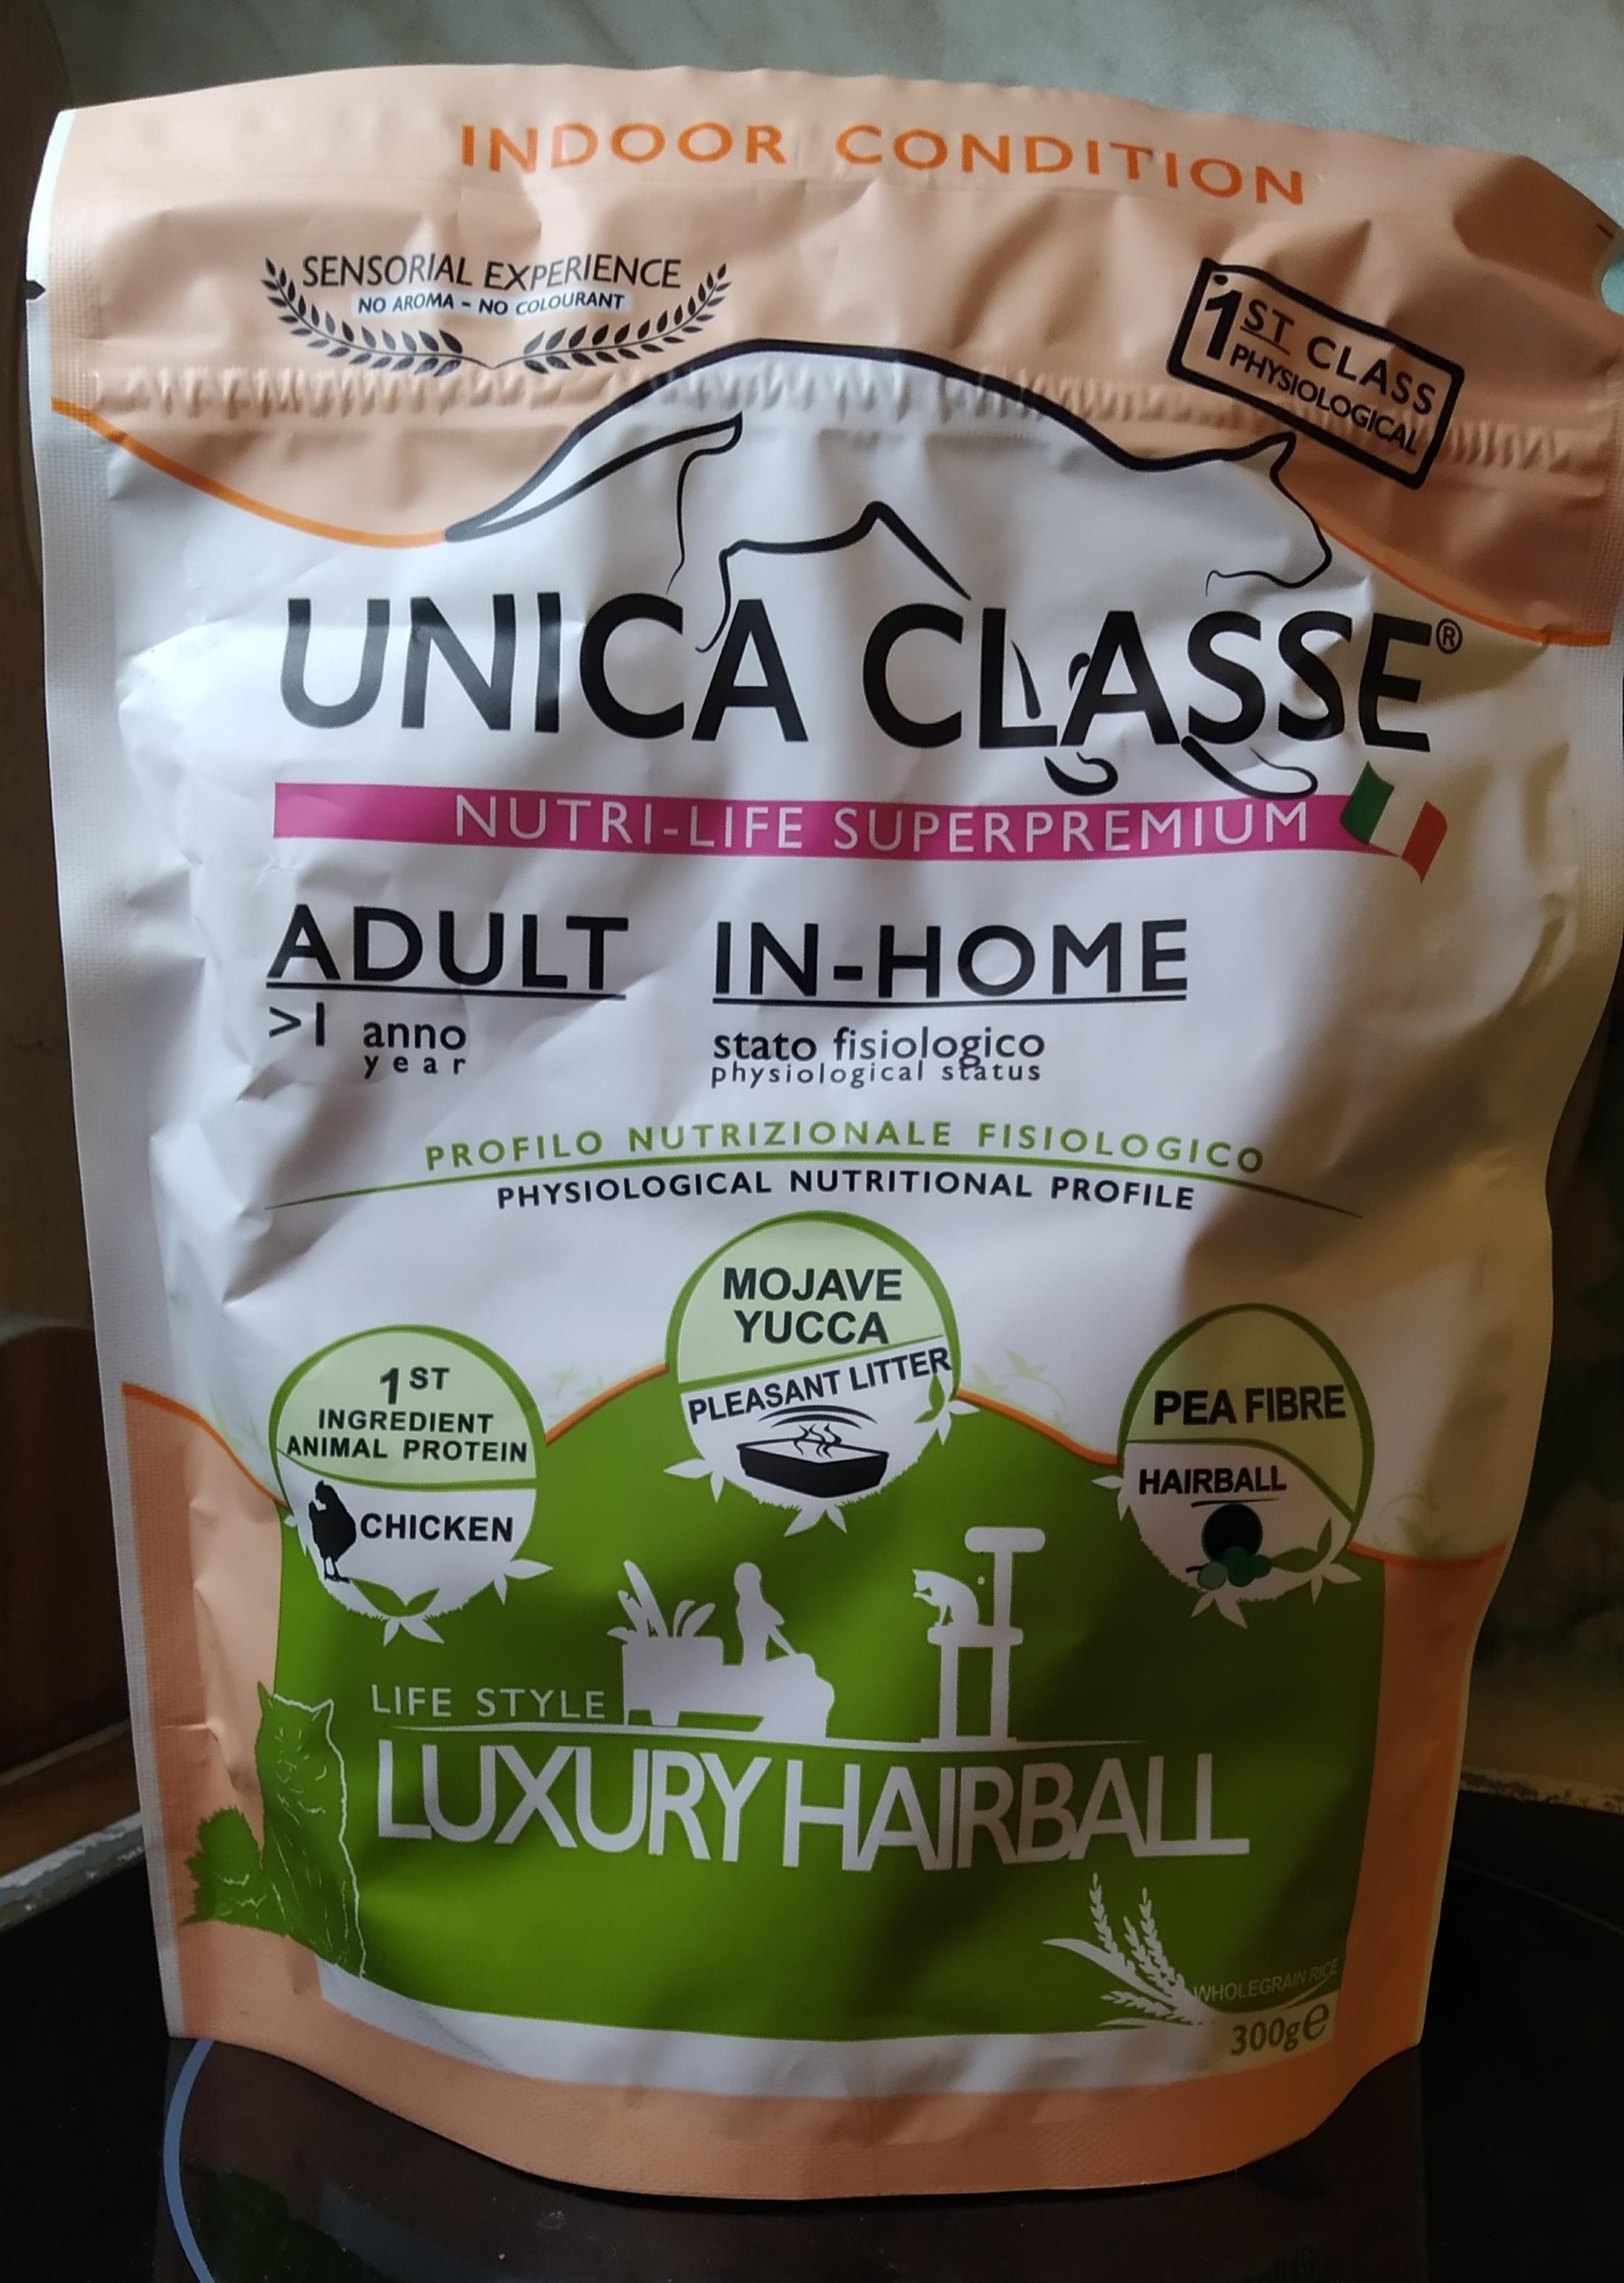 INDOOR CONDITION
SENSORIAL EXPERIENCE
NO AROMA - NO COLOURANT
1ST CLASS
PHYSIOLOGICAL
UNICA CLASSE®
NUTRI-LIFE SUPERPREMIUM
ADULT IN-HOME
>1 anno
year
stato fisiologico
physiological status
PROFILO NUTRIZIONALE FISIOLOGICO
PHYSIOLOGICAL NUTRITIONAL PROFILE
1ST
INGREDIENT
ANIMAL PROTEIN
CHICKEN
MOJAVE
YUCCA
PLEASANT LITTER
PEA FIBRE
HAIRBALL
LIFE STYLE
LUXURY HAIRBALL
WHOLEGRAIN RICE
300g℮